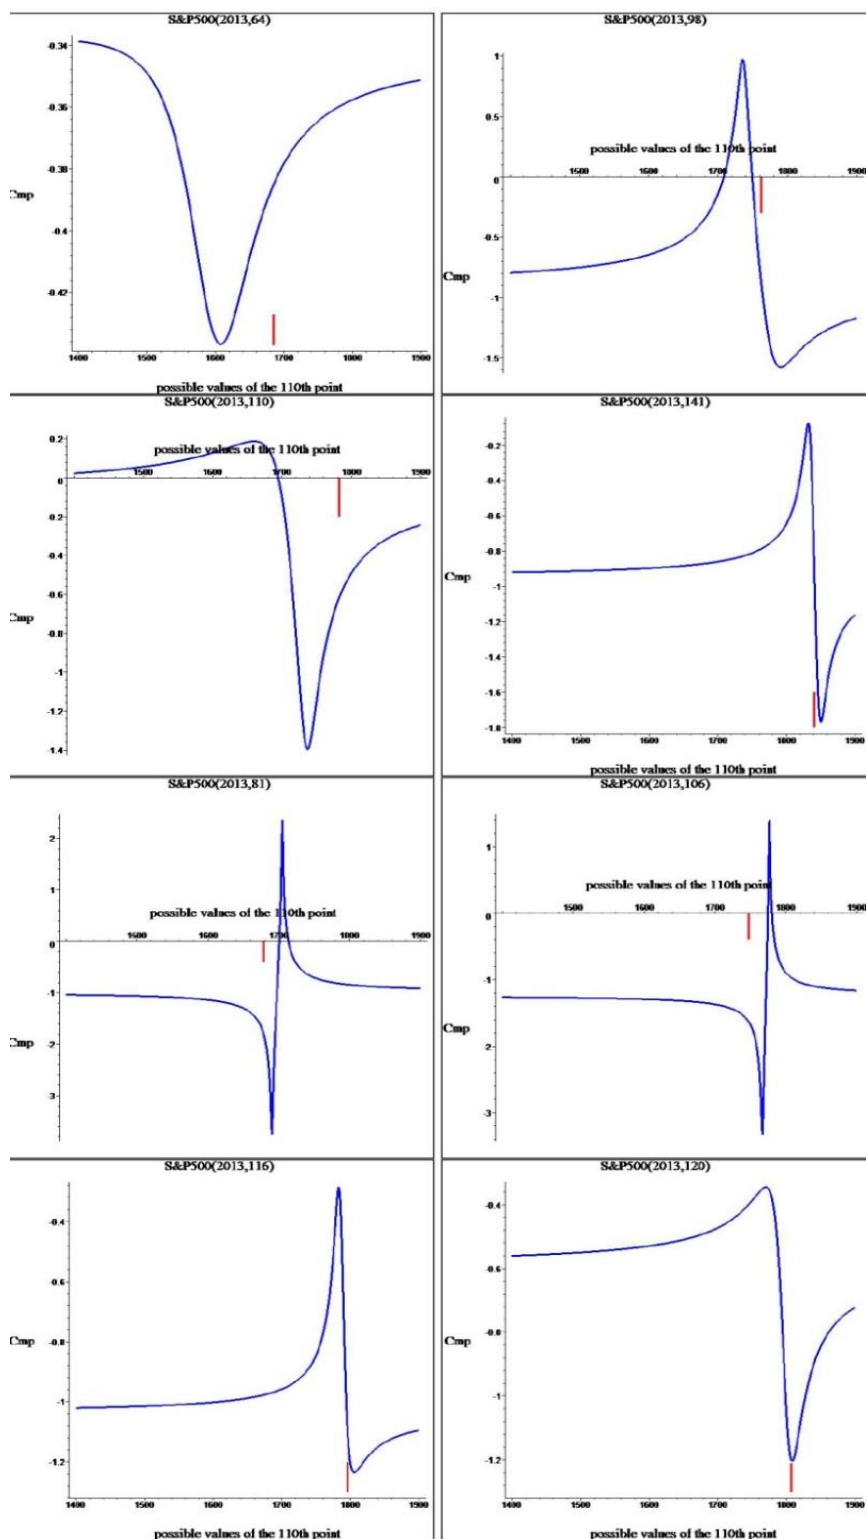 S&P500(2013,64)
-0.34
-0.36
-0.38
Cmp
-0.4
-0.42
1400 1500 1600 1700 1800 1900
possible values of the 110th point
S&P500(2013,98)
1
0.5
possible values of the 110th point
1500 1600 1700 1800 1900
0
-0.5
Cmp
-1
-1.5
S&P500(2013,110)
0.2
possible values of the 110th point
1500 1600 1700 1800 1900
0
-0.2
-0.4
-0.6
Cmp
-0.8
-1
-1.2
-1.4
S&P500(2013,141)
-0.2
-0.4
-0.6
-0.8
Cmp
-1
-1.2
-1.4
-1.6
-1.8
1400 1500 1600 1700 1800 1900
possible values of the 110th point
S&P500(2013,81)
2
1
possible values of the 110th point
1500 1600 1700 1800 1900
0
-1
Cmp
-2
-3
S&P500(2013,106)
1
possible values of the 110th point
1500 1600 1700 1800 1900
0
-1
Cmp
-2
-3
S&P500(2013,116)
-0.4
-0.6
-0.8
Cmp
-1
-1.2
1400 1500 1600 1700 1800 1900
possible values of the 110th point
S&P500(2013,120)
-0.4
-0.6
-0.8
Cmp
-1
-1.2
1400 1500 1600 1700 1800 1900
possible values of the 110th point